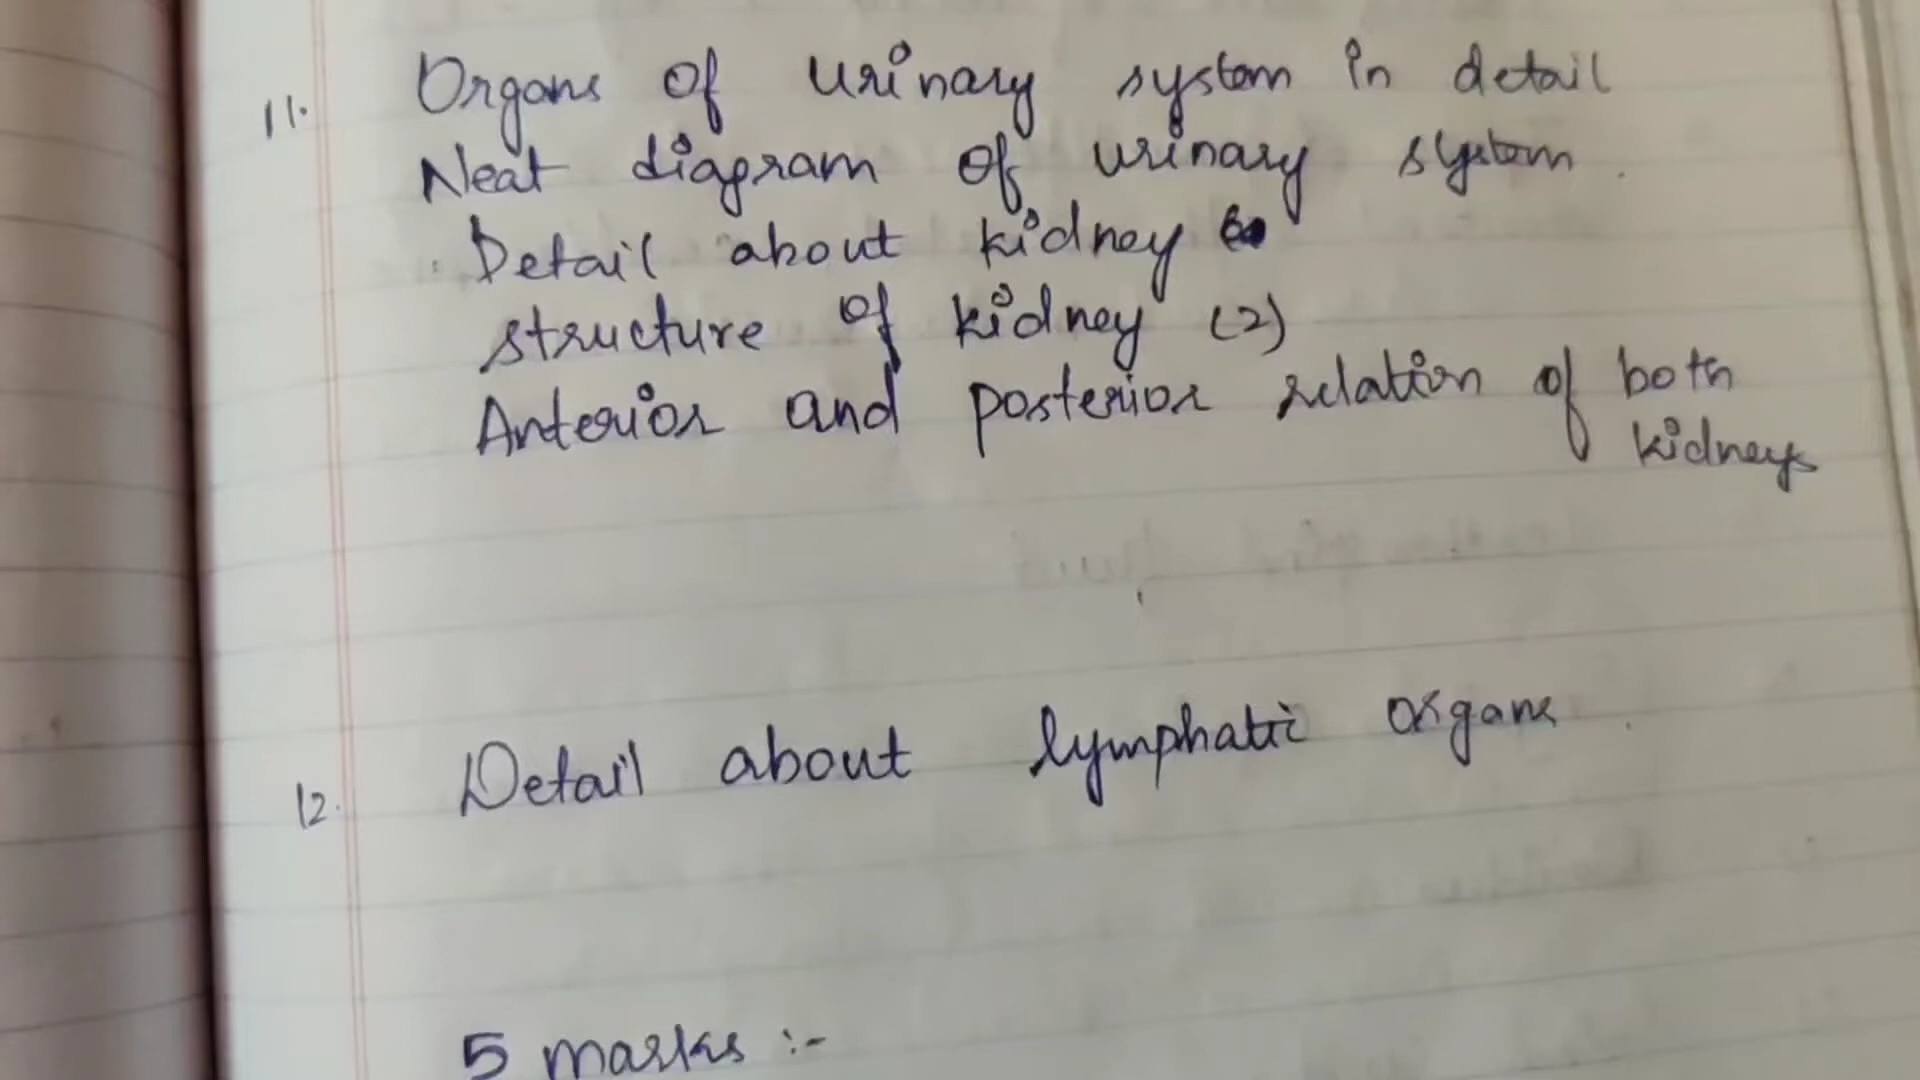 11. Organs of urinary system in detail
Neat diagram of urinary system.
Detail about kidney
structure of kidney (2)
Anterior and posterior relation of both
kidneys
12. Detail about lymphatic organs.
5 marks :-